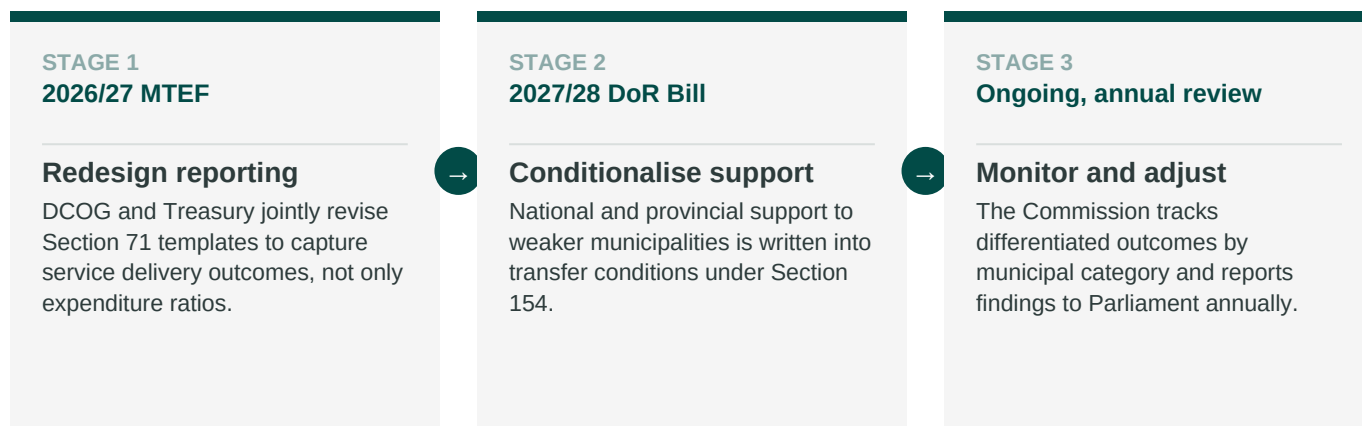 STAGE 1
2026/27 MTEF
Redesign reporting
DCOG and Treasury jointly revise
Section 71 templates to capture
service delivery outcomes, not only
expenditure ratios.
→
STAGE 2
2027/28 DoR Bill
Conditionalise support
National and provincial support to
weaker municipalities is written into
transfer conditions under Section
154.
→
STAGE 3
Ongoing, annual review
Monitor and adjust
The Commission tracks
differentiated outcomes by
municipal category and reports
findings to Parliament annually.